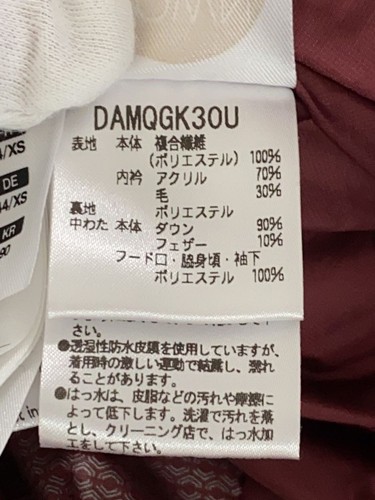 DAMQGK30U
表地 本体 複合繊維
(ポリエステル) 100%
内衿 アクリル 70%
毛 30%
裏地 ポリエステル
中わた 本体 ダウン 90%
フェザー 10%
フード口・脇身頃・袖下
ポリエステル 100%
さい。
●透湿性防水皮膜を使用していますが、
着用時の激しい運動で結露し、蒸れ
ることがあります。
●はっ水は、皮脂などの汚れや摩擦に
よって低下します。洗濯で汚れを落
とし、クリーニング店で、はっ水加
工をして下さい。
/XS
DE
44/XS
KR
90
t in